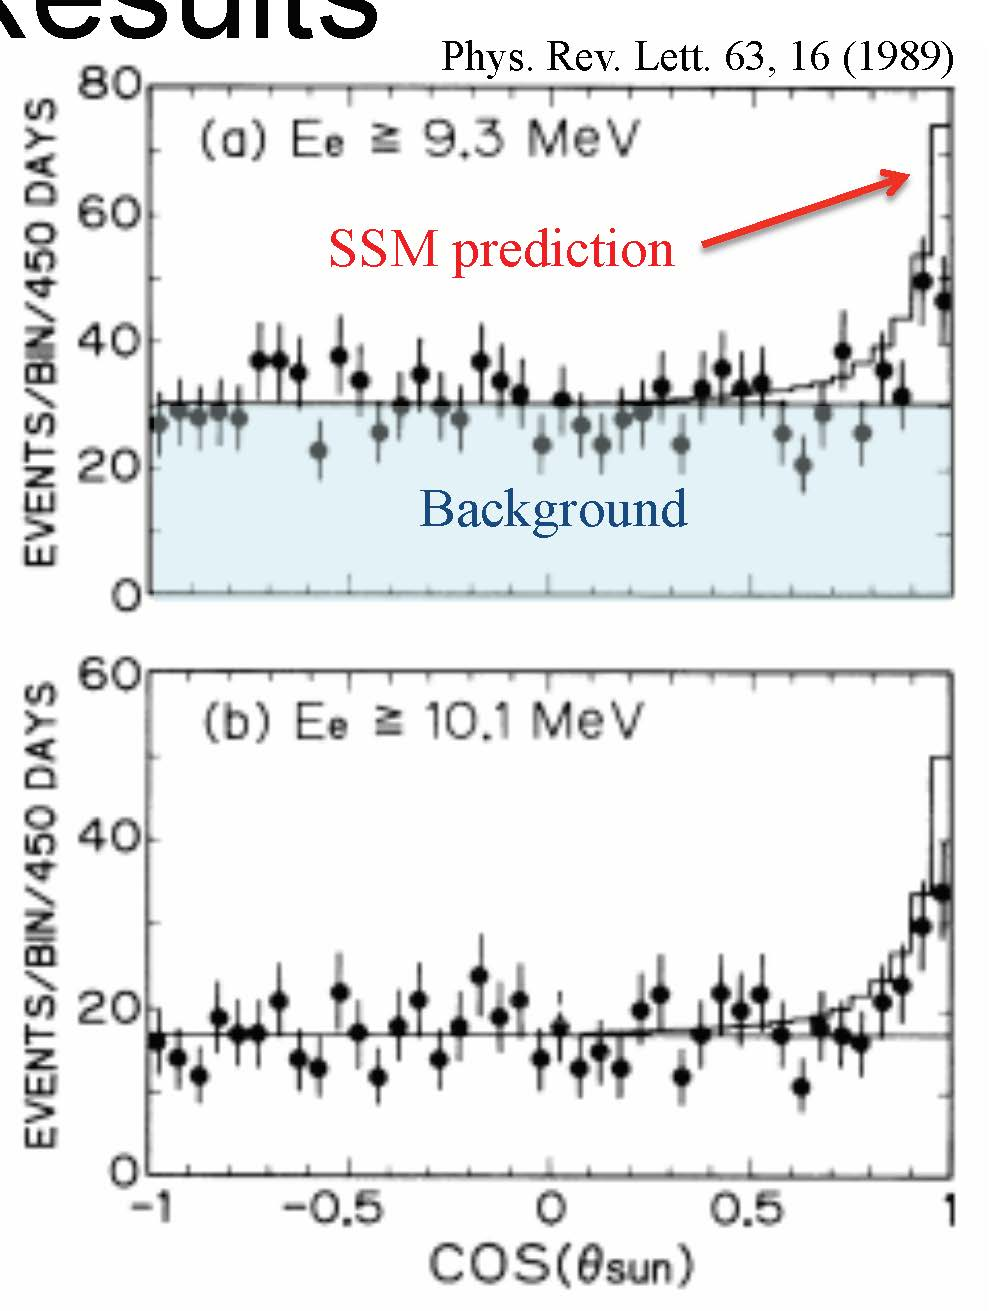 Results
Phys. Rev. Lett. 63, 16 (1989)
80
60
40
20
0
EVENTS/BIN/450 DAYS
(a) Ee ≧ 9.3 MeV
SSM prediction
Background
60
40
20
0
EVENTS/BIN/450 DAYS
(b) Ee ≧ 10.1 MeV
-1 -0.5 0 0.5 1
COS(θsun)